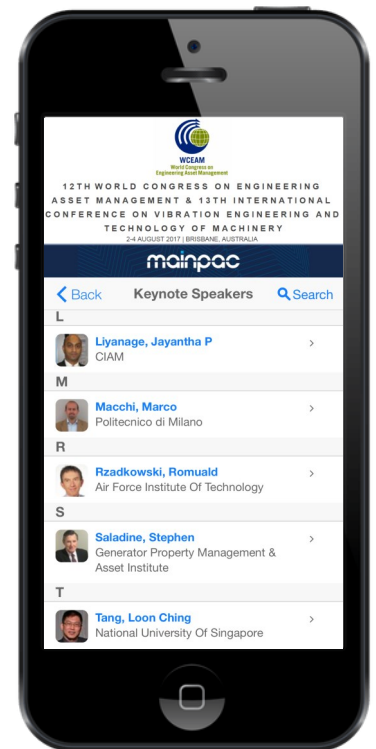 WCEAM
World Congress on
Engineering Asset Management
12TH WORLD CONGRESS ON ENGINEERING
ASSET MANAGEMENT & 13TH INTERNATIONAL
CONFERENCE ON VIBRATION ENGINEERING AND
TECHNOLOGY OF MACHINERY
2-4 AUGUST 2017 | BRISBANE, AUSTRALIA
mainpac
Back Keynote Speakers Search
L
Liyanage, Jayantha P
CIAM
M
Macchi, Marco
Politecnico di Milano
R
Rzadkowski, Romuald
Air Force Institute Of Technology
S
Saladine, Stephen
Generator Property Management &
Asset Institute
T
Tang, Loon Ching
National University Of Singapore